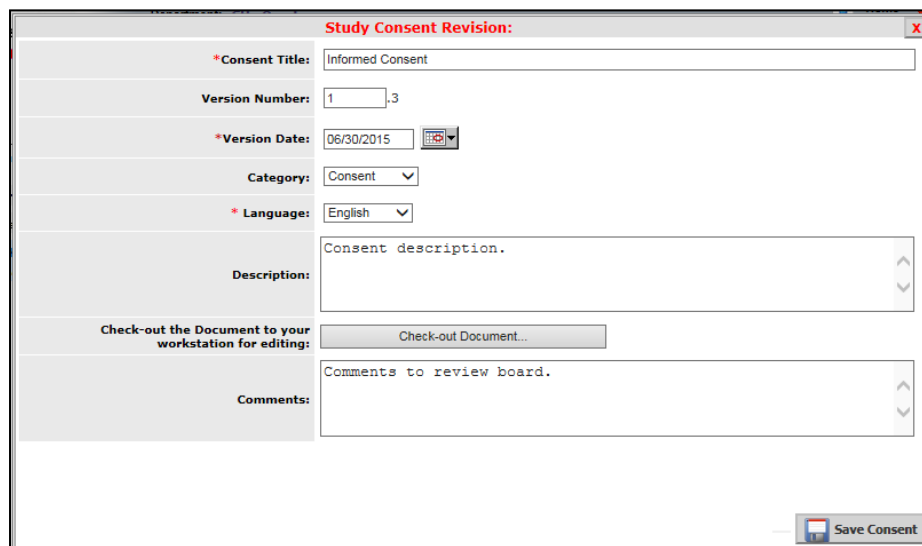 Study Consent Revision:
X
*Consent Title: Informed Consent
Version Number: 1 .3
*Version Date: 06/30/2015
Category: Consent
* Language: English
Description: Consent description.
Check-out the Document to your
workstation for editing: Check-out Document...
Comments: Comments to review board.
Save Consent